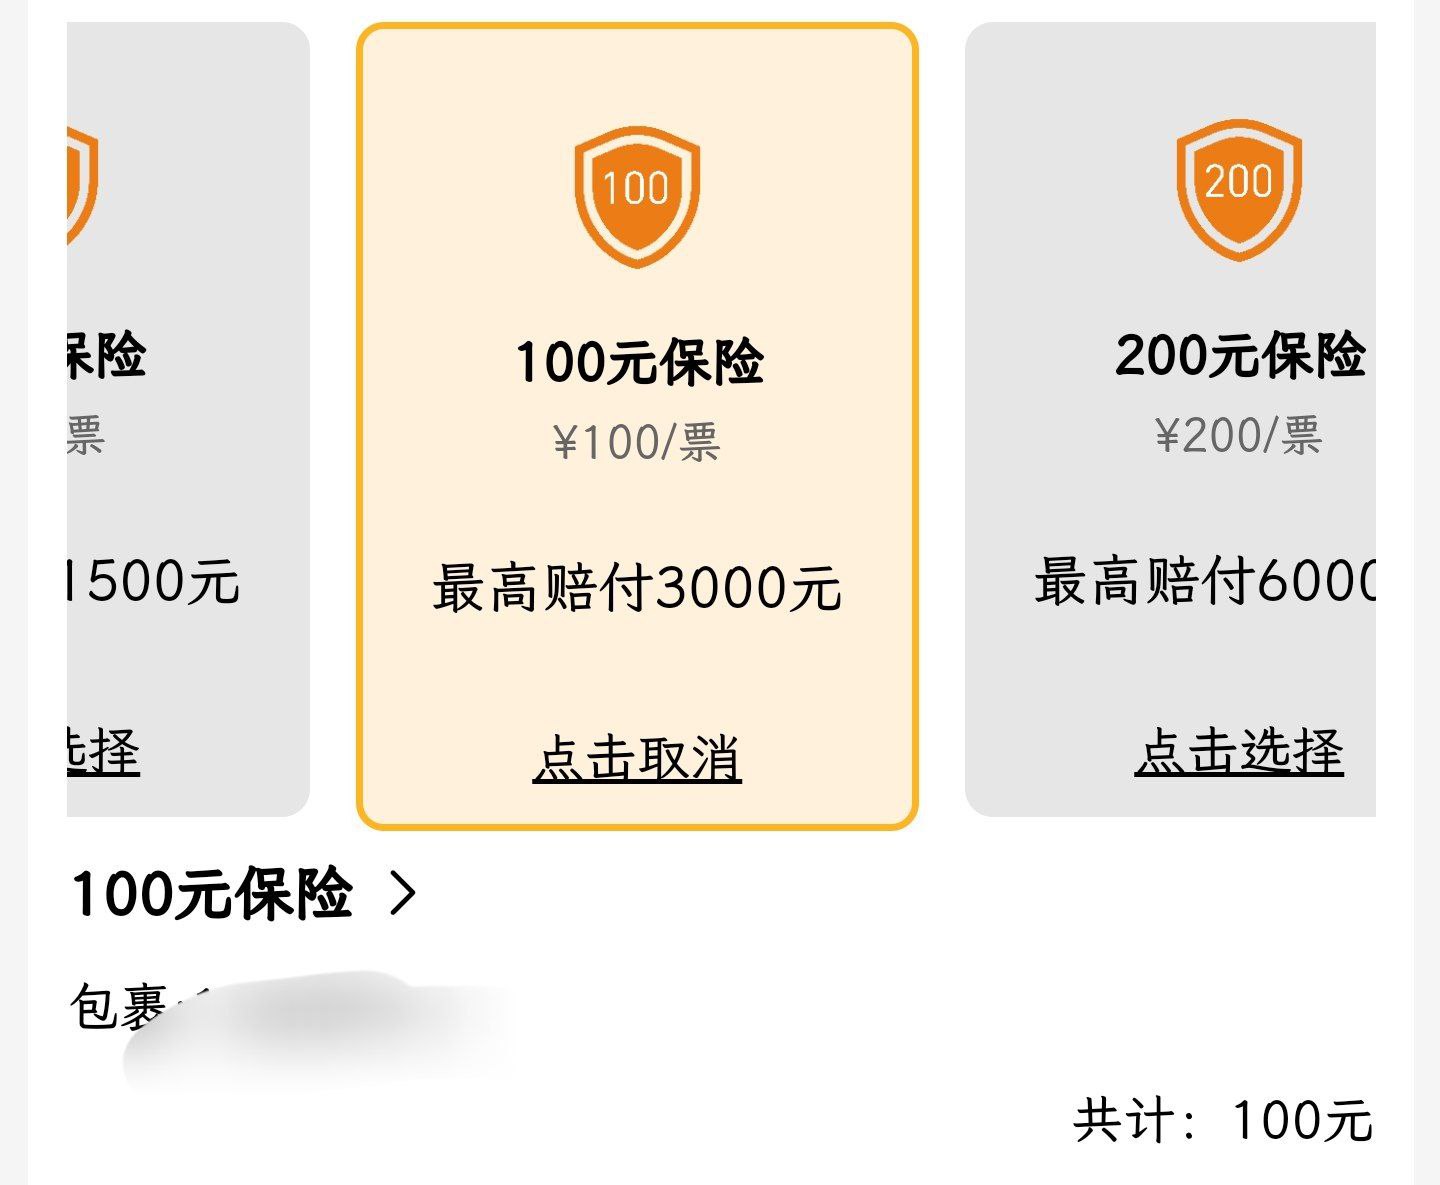 保险
票
1500元
选择
100
100元保险
¥100/票
最高赔付3000元
点击取消
200
200元保险
¥200/票
最高赔付6000
点击选择
100元保险 >
包裹
共计：100元